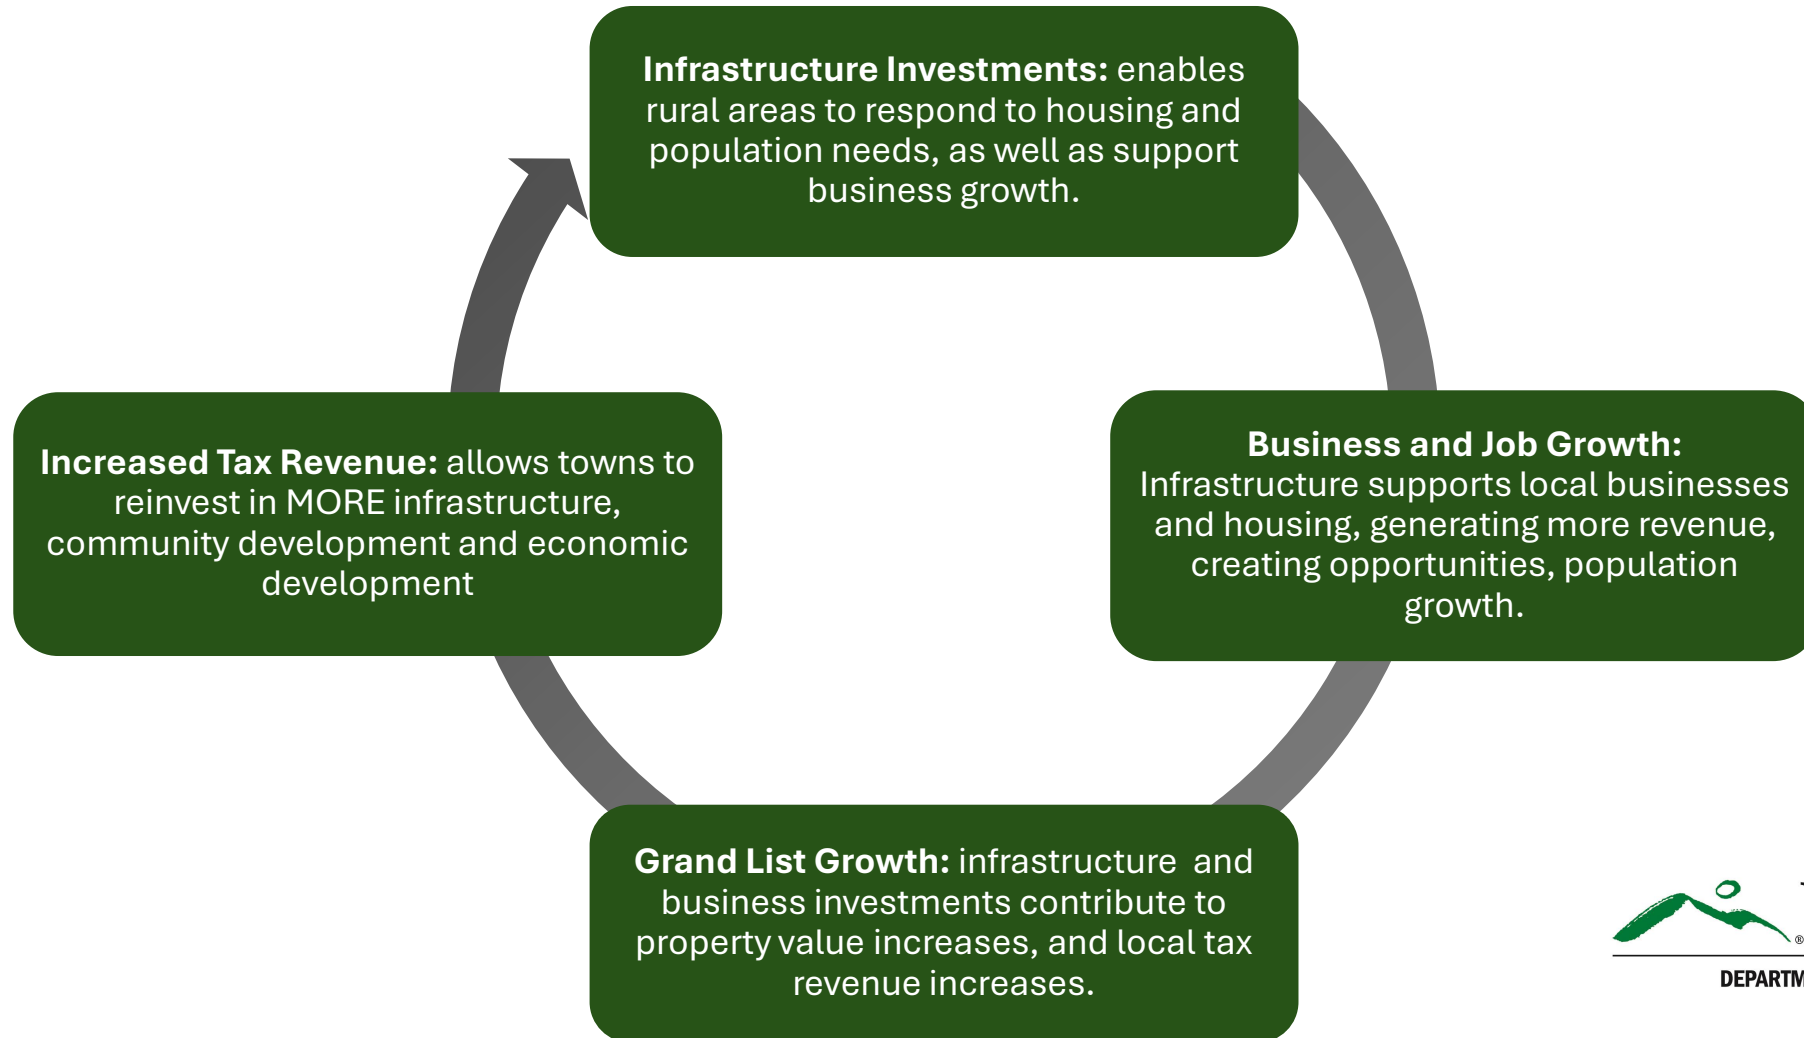 Infrastructure Investments: enables
rural areas to respond to housing and
population needs, as well as support
business growth.
Business and Job Growth:
Infrastructure supports local businesses
and housing, generating more revenue,
creating opportunities, population
growth.
Grand List Growth: infrastructure and
business investments contribute to
property value increases, and local tax
revenue increases.
Increased Tax Revenue: allows towns to
reinvest in MORE infrastructure,
community development and economic
development
®